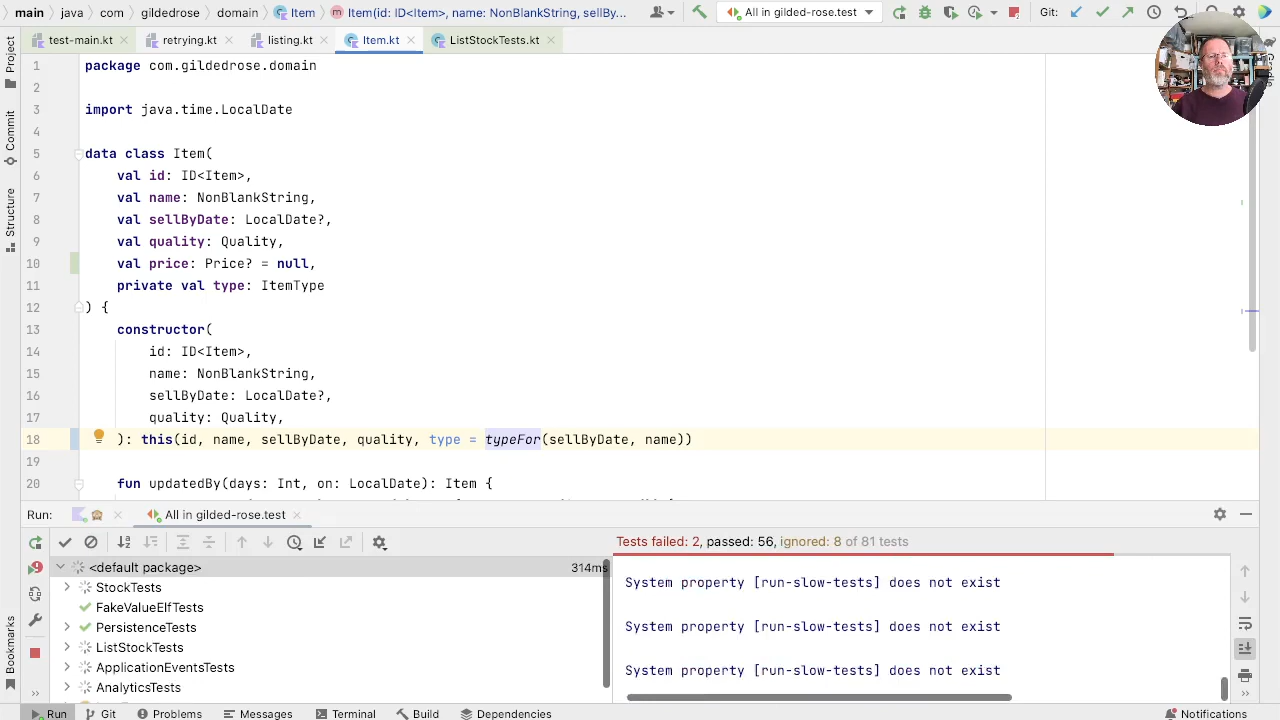 main
java
com
gildedrose
domain
Item
Item(id: ID<Item>, name: NonBlankString, sellBy...
All in gilded-rose.test
Git:
test-main.kt
retrying.kt
listing.kt
Item.kt
ListStockTests.kt
Project
Commit
Structure
Bookmarks
1 package com.gildedrose.domain
2
3 import java.time.LocalDate
4
5 data class Item(
6 val id: ID<Item>,
7 val name: NonBlankString,
8 val sellByDate: LocalDate?,
9 val quality: Quality,
10 val price: Price? = null,
11 private val type: ItemType
12 ) {
13 constructor(
14 id: ID<Item>,
15 name: NonBlankString,
16 sellByDate: LocalDate?,
17 quality: Quality,
18 ): this(id, name, sellByDate, quality, type = typeFor(sellByDate, name))
19
20 fun updatedBy(days: Int, on: LocalDate): Item {
Run:
All in gilded-rose.test
Tests failed: 2, passed: 56, ignored: 8 of 81 tests
<default package> 314ms
StockTests
FakeValueElfTests
PersistenceTests
ListStockTests
ApplicationEventsTests
AnalyticsTests
System property [run-slow-tests] does not exist
System property [run-slow-tests] does not exist
System property [run-slow-tests] does not exist
Run
Git
Problems
Messages
Terminal
Build
Dependencies
Notifications